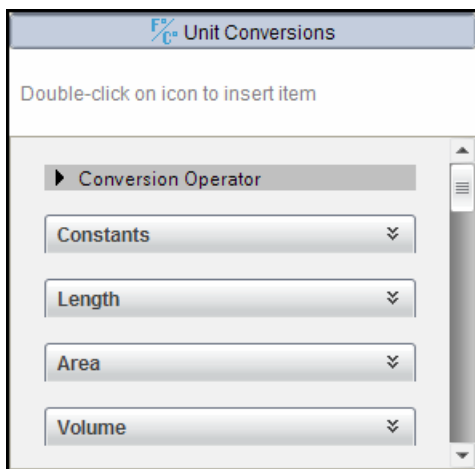 F°/C° Unit Conversions
Double-click on icon to insert item
Conversion Operator
Constants
Length
Area
Volume